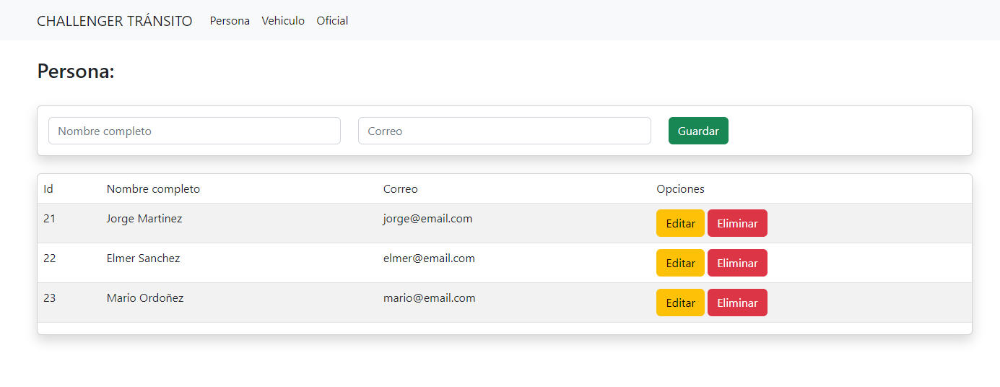 CHALLENGER TRÁNSITO Persona Vehiculo Oficial
Persona:
Nombre completo Correo Guardar
Id Nombre completo Correo Opciones
21 Jorge Martinez jorge@email.com Editar Eliminar
22 Elmer Sanchez elmer@email.com Editar Eliminar
23 Mario Ordoñez mario@email.com Editar Eliminar